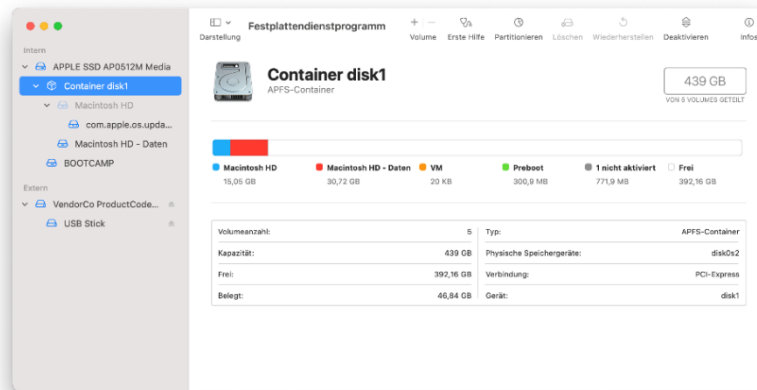 Darstellung
Festplattendienstprogramm
Volume
Erste Hilfe
Partitionieren
Löschen
Wiederherstellen
Deaktivieren
Infos
Intern
APPLE SSD AP0512M Media
Container disk1
Macintosh HD
com.apple.os.upda...
Macintosh HD - Daten
BOOTCAMP
Extern
VendorCo ProductCode...
USB Stick
Container disk1
APFS-Container
439 GB
VON 5 VOLUMES GETEILT
Macintosh HD
15,05 GB
Macintosh HD - Daten
30,72 GB
VM
20 KB
Preboot
300,9 MB
1 nicht aktiviert
771,9 MB
Frei
392,16 GB
Volumeanzahl: 5
Kapazität: 439 GB
Frei: 392,16 GB
Belegt: 46,84 GB
Typ: APFS-Container
Physische Speichergeräte: disk0s2
Verbindung: PCI-Express
Gerät: disk1